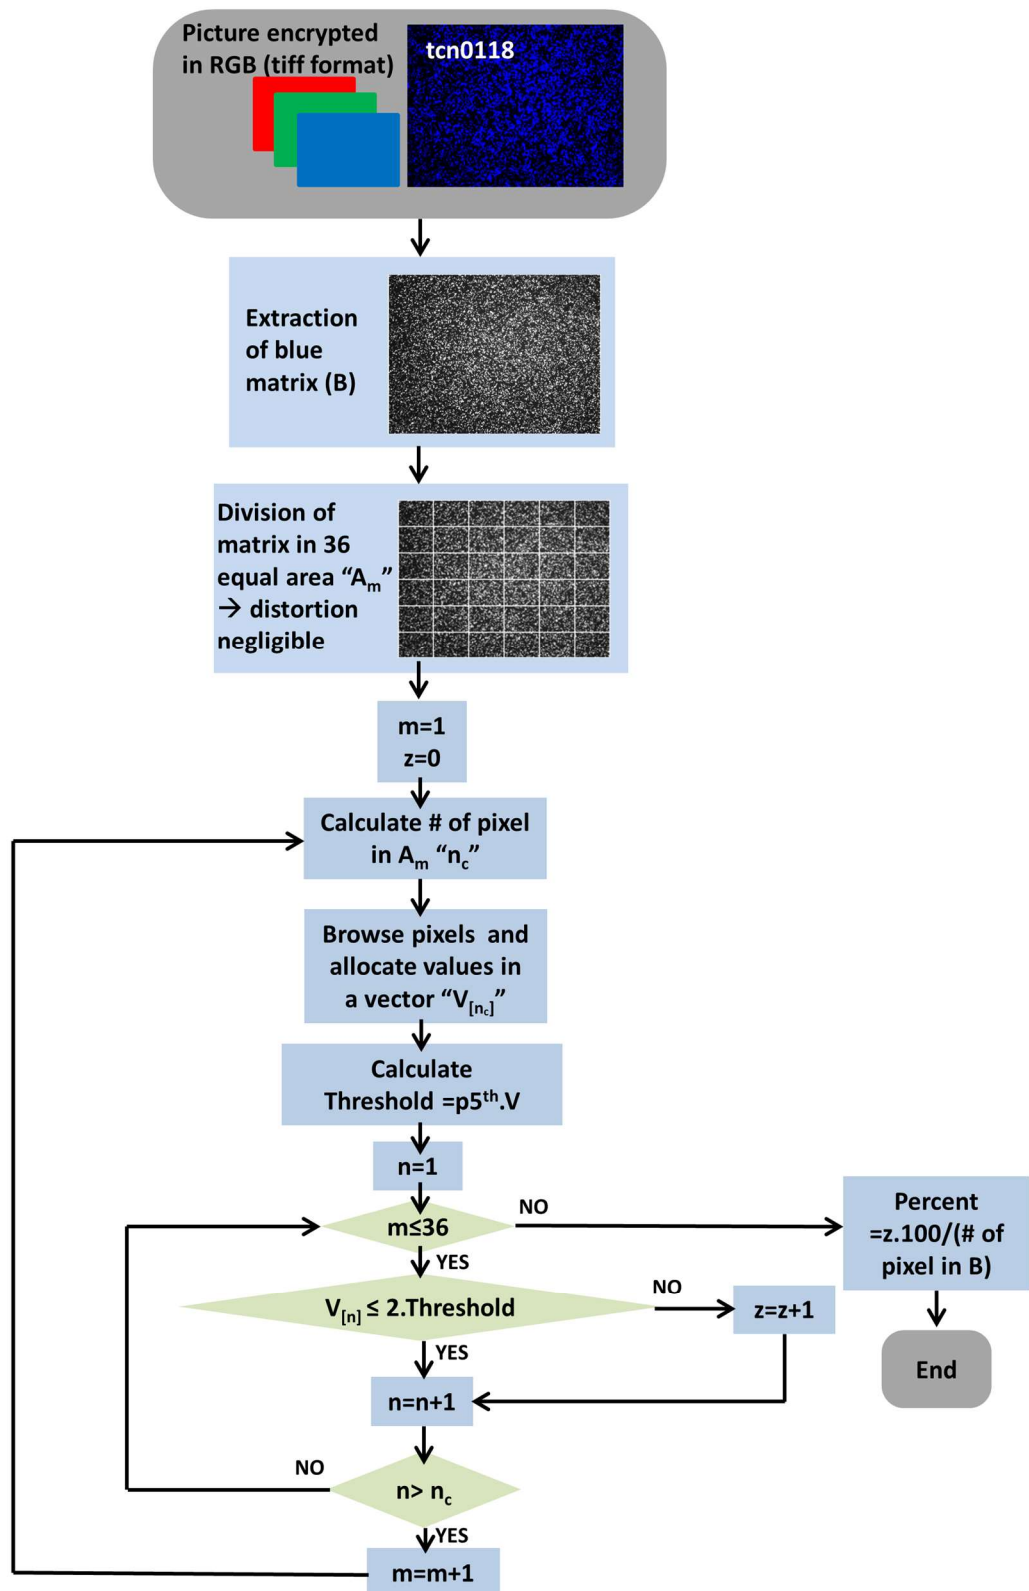 Picture encrypted
in RGB (tiff format)
tcn0118
Extraction
of blue
matrix (B)
Division of
matrix in 36
equal area “Am”
→ distortion
negligible
m=1
z=0
Calculate # of pixel
in Am “nc”
Browse pixels and
allocate values in
a vector “V[nc]”
Calculate
Threshold =p5th.V
n=1
m≤36
NO
Percent
=z.100/(# of
pixel in B)
YES
V[n] ≤ 2.Threshold
NO
z=z+1
End
YES
n=n+1
NO
n> nc
YES
m=m+1